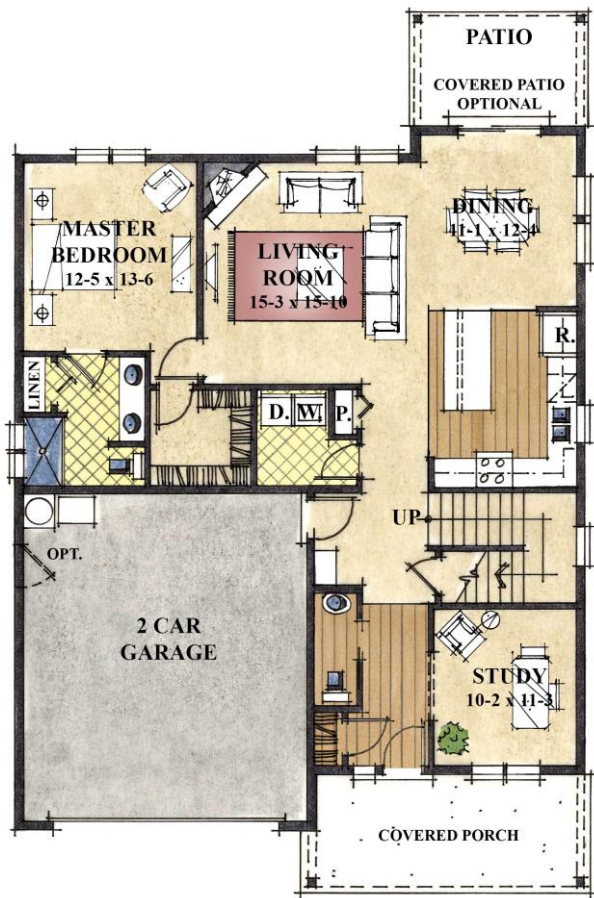 PATIO
COVERED PATIO
OPTIONAL
MASTER
BEDROOM
12-5 x 13-6
LIVING
ROOM
15-3 x 15-10
DINING
11-1 x 12-4
LINEN
D.
W.
P.
R.
UP
OPT.
2 CAR
GARAGE
STUDY
10-2 x 11-3
COVERED PORCH